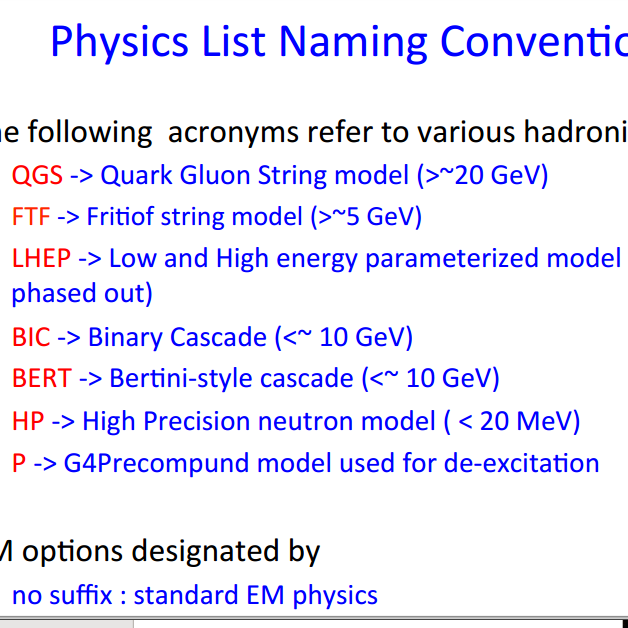 Physics List Naming Conventio
e following acronyms refer to various hadroni
QGS -> Quark Gluon String model (>~20 GeV)
FTF -> Fritiof string model (>~5 GeV)
LHEP -> Low and High energy parameterized model
phased out)
BIC -> Binary Cascade (<~ 10 GeV)
BERT -> Bertini-style cascade (<~ 10 GeV)
HP -> High Precision neutron model ( < 20 MeV)
P -> G4Precompund model used for de-excitation
M options designated by
no suffix : standard EM physics